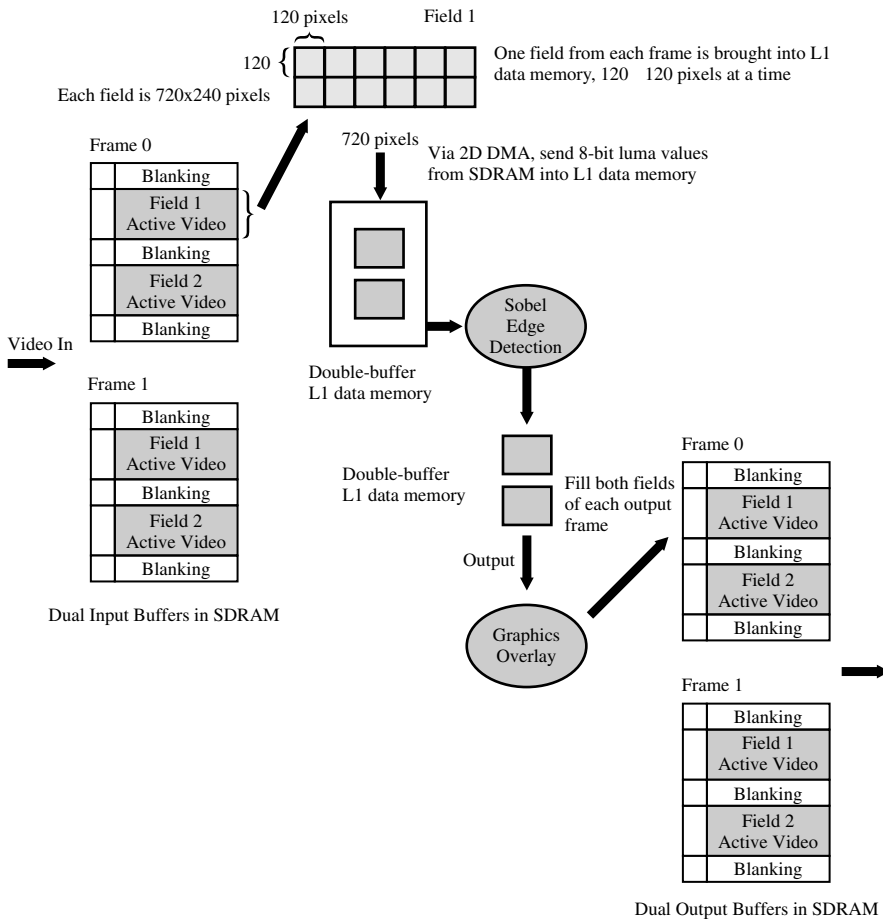 120 pixels
Field 1
120
One field from each frame is brought into L1
data memory, 120 120 pixels at a time
Each field is 720x240 pixels
720 pixels
Via 2D DMA, send 8-bit luma values
from SDRAM into L1 data memory
Frame 0
Blanking
Field 1
Active Video
Blanking
Field 2
Active Video
Blanking
Video In
Frame 1
Blanking
Field 1
Active Video
Blanking
Field 2
Active Video
Blanking
Dual Input Buffers in SDRAM
Double-buffer
L1 data memory
Sobel
Edge
Detection
Double-buffer
L1 data memory
Fill both fields
of each output
frame
Output
Graphics
Overlay
Frame 0
Blanking
Field 1
Active Video
Blanking
Field 2
Active Video
Blanking
Frame 1
Blanking
Field 1
Active Video
Blanking
Field 2
Active Video
Blanking
Dual Output Buffers in SDRAM